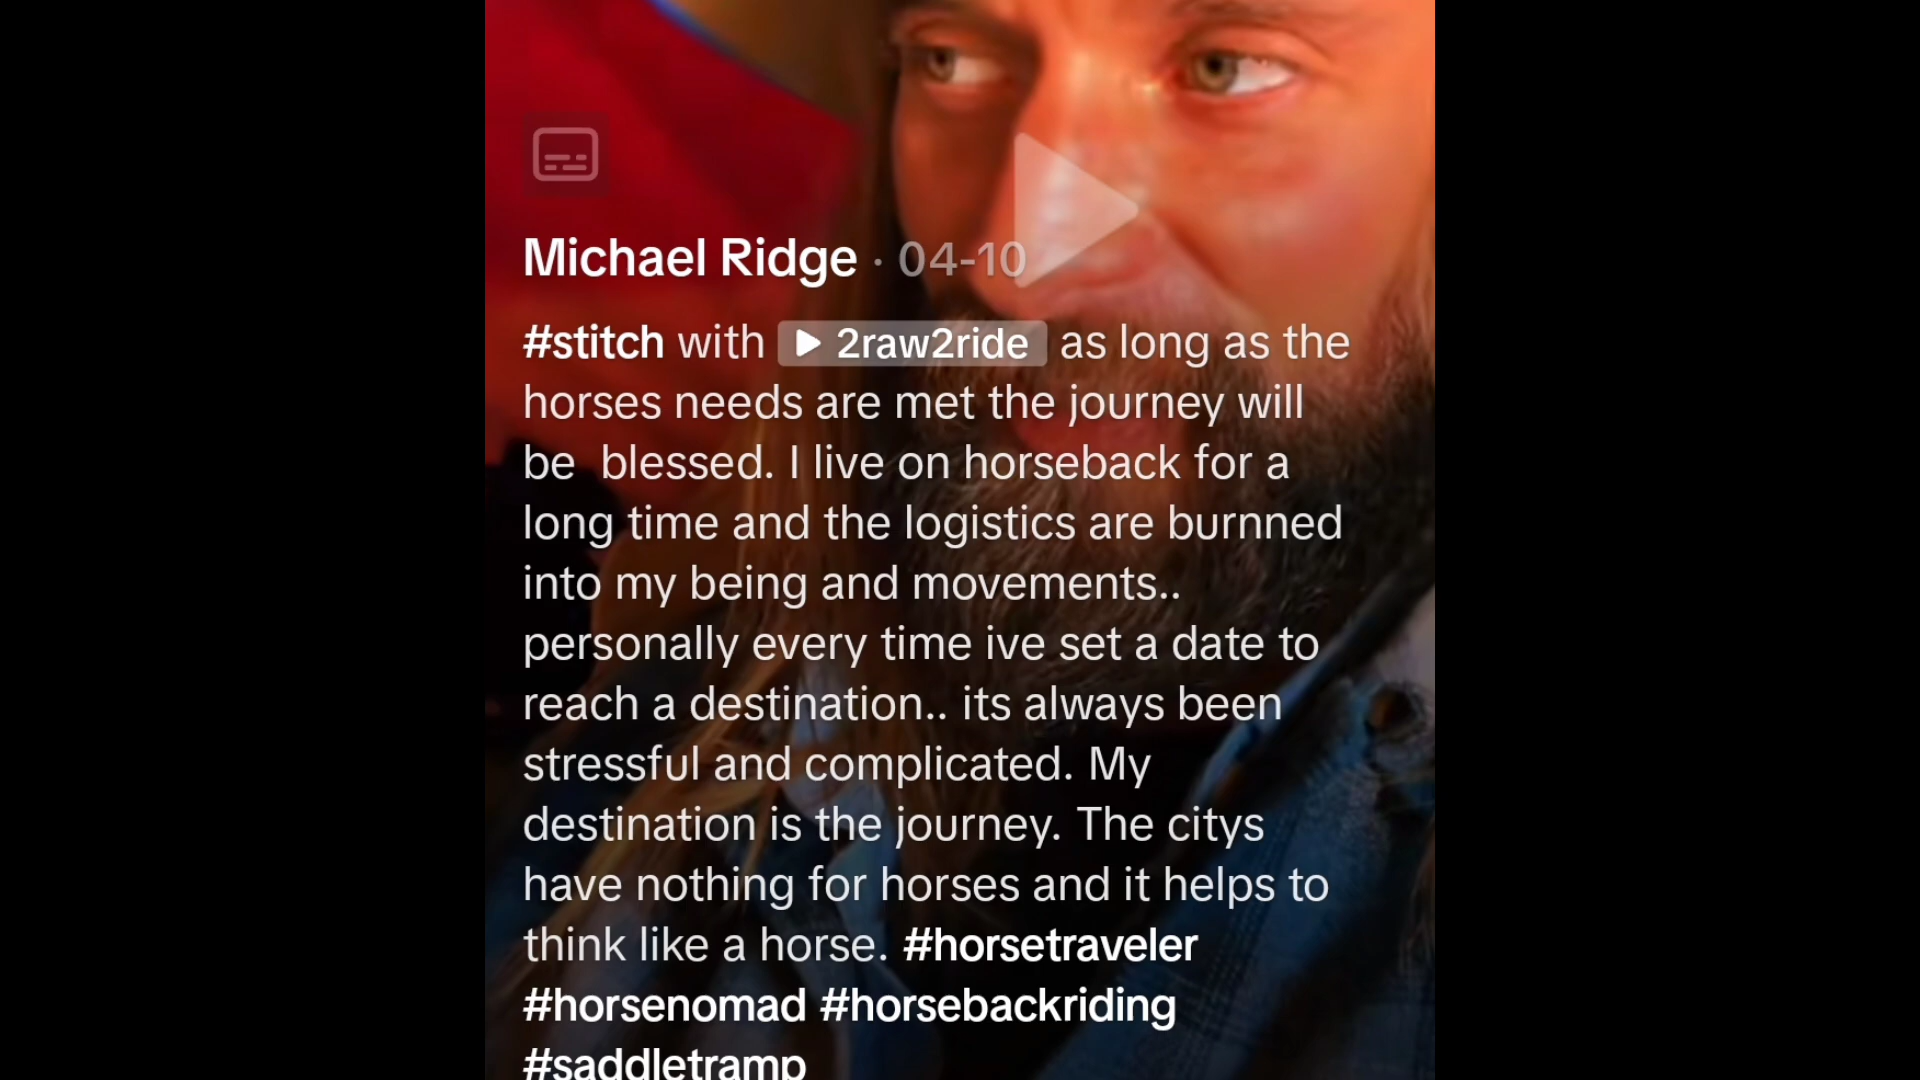 Michael Ridge · 04-10
#stitch with 2raw2ride as long as the
horses needs are met the journey will
be  blessed. I live on horseback for a
long time and the logistics are burnned
into my being and movements..
personally every time ive set a date to
reach a destination.. its always been
stressful and complicated. My
destination is the journey. The citys
have nothing for horses and it helps to
think like a horse. #horsetraveler
#horsenomad #horsebackriding
#saddletramp